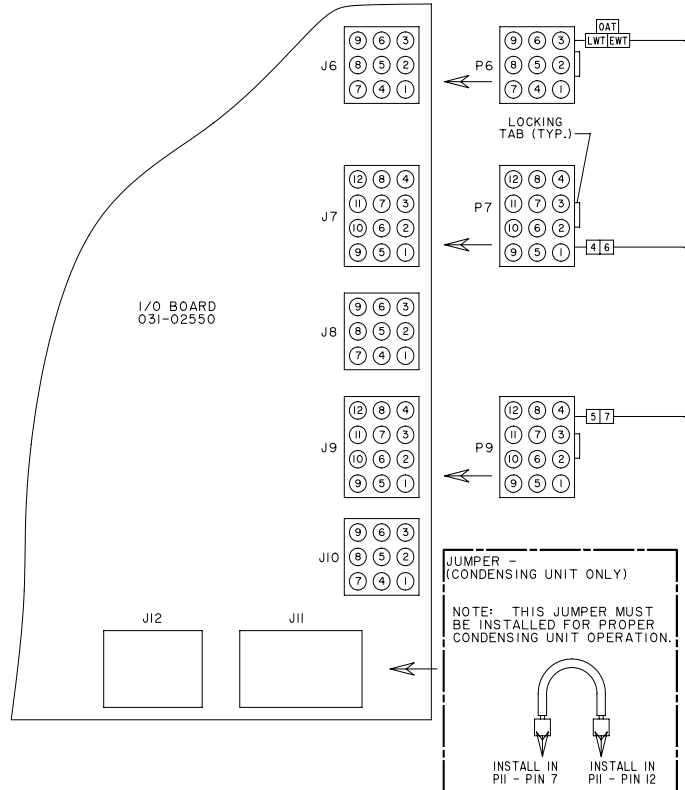 J6
9 6 3
8 5 2
7 4 1
P6
9 6 3
8 5 2
7 4 1
OAT
LWT EWT
LOCKING
TAB (TYP.)
J7
12 8 4
11 7 3
10 6 2
9 5 1
P7
12 8 4
11 7 3
10 6 2
9 5 1
4 6
I/O BOARD
031-02550
J8
9 6 3
8 5 2
7 4 1
J9
12 8 4
11 7 3
10 6 2
9 5 1
P9
12 8 4
11 7 3
10 6 2
9 5 1
5 7
J10
9 6 3
8 5 2
7 4 1
J12
J11
JUMPER -
(CONDENSING UNIT ONLY)
NOTE: THIS JUMPER MUST
BE INSTALLED FOR PROPER
CONDENSING UNIT OPERATION.
INSTALL IN
P11 - PIN 7
INSTALL IN
P11 - PIN 12